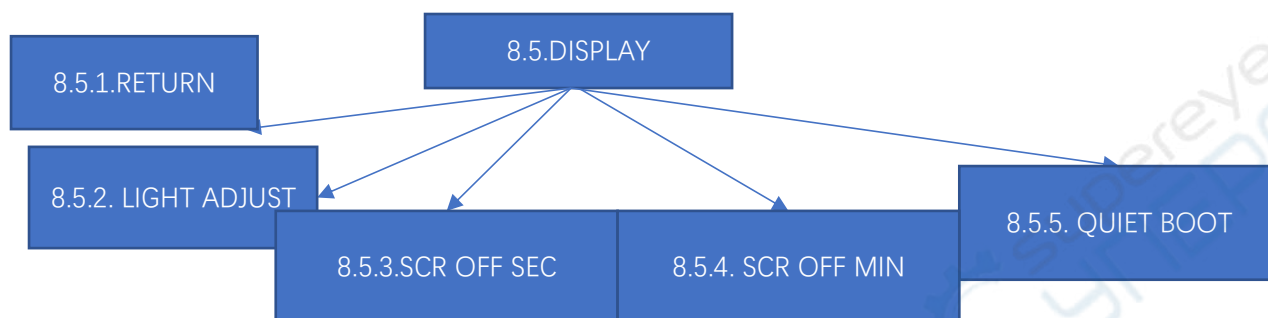 8.5.DISPLAY
8.5.1.RETURN
8.5.2. LIGHT ADJUST
8.5.3.SCR OFF SEC
8.5.4. SCR OFF MIN
8.5.5. QUIET BOOT
supereye